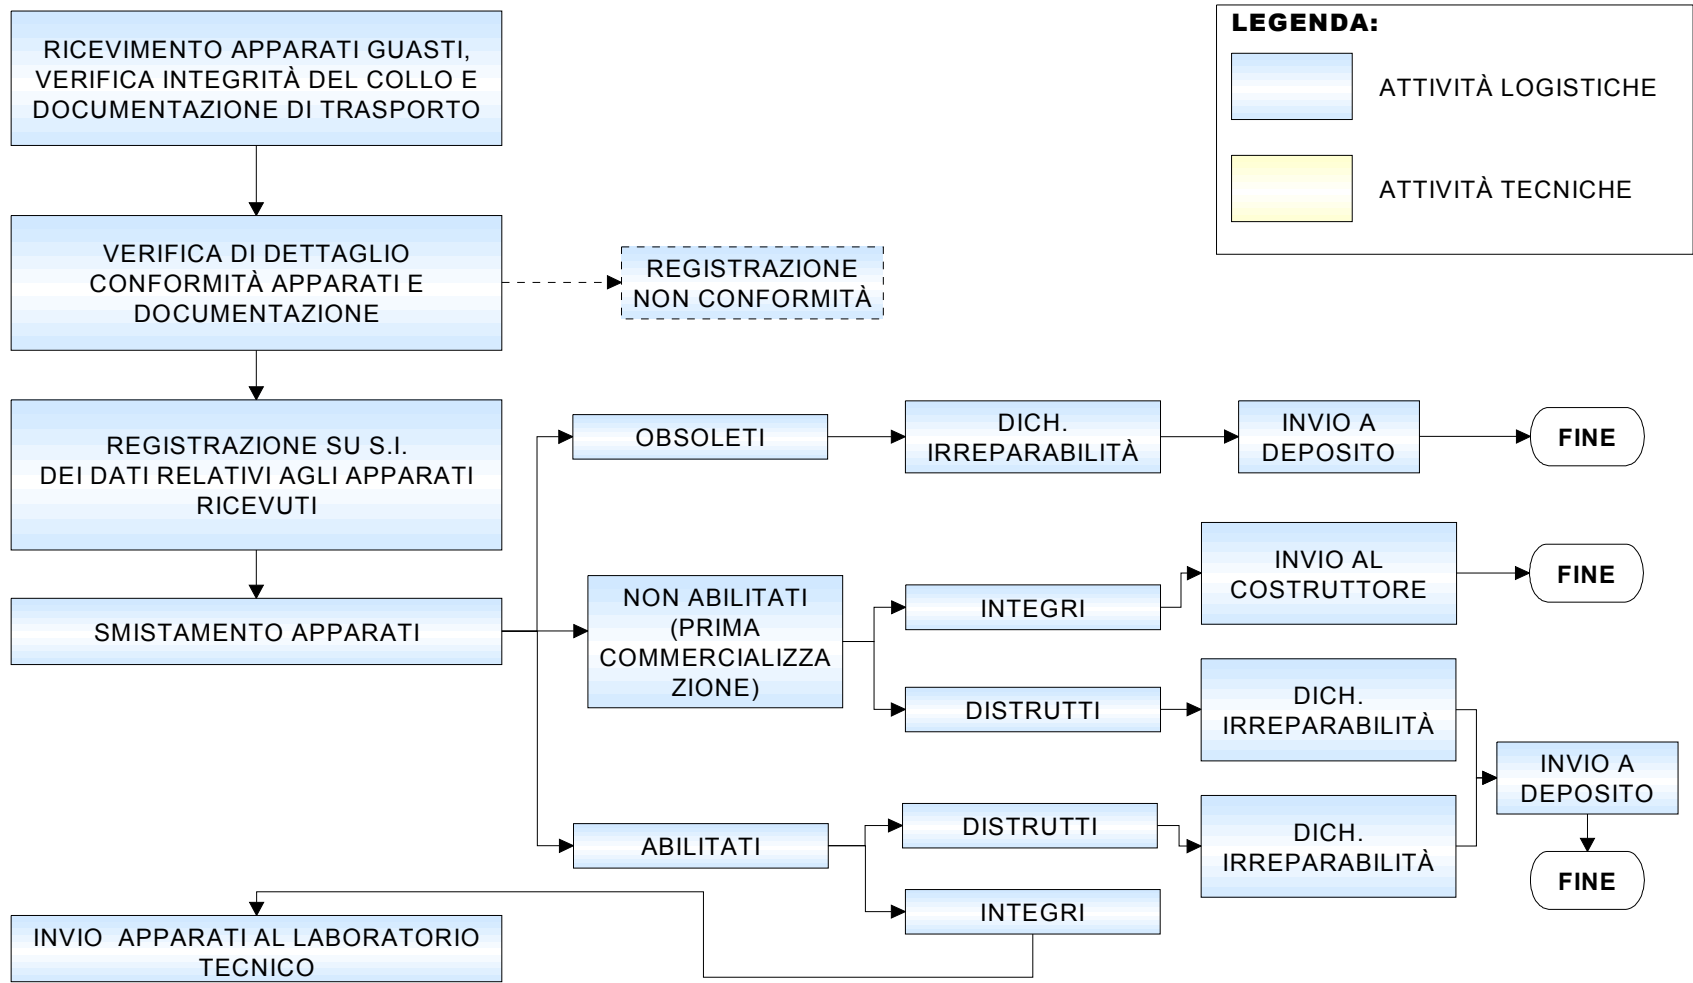 RICEVIMENTO APPARATI GUASTI,
VERIFICA INTEGRITÀ DEL COLLO E
DOCUMENTAZIONE DI TRASPORTO
LEGENDA:
ATTIVITÀ LOGISTICHE
ATTIVITÀ TECNICHE
VERIFICA DI DETTAGLIO
CONFORMITÀ APPARATI E
DOCUMENTAZIONE
REGISTRAZIONE
NON CONFORMITÀ
REGISTRAZIONE SU S.I.
DEI DATI RELATIVI AGLI APPARATI
RICEVUTI
OBSOLETI
DICH.
IRREPARABILITÀ
INVIO A
DEPOSITO
FINE
SMISTAMENTO APPARATI
NON ABILITATI
(PRIMA
COMMERCIALIZZA
ZIONE)
INTEGRI
INVIO AL
COSTRUTTORE
FINE
DISTRUTTI
DICH.
IRREPARABILITÀ
INVIO A
DEPOSITO
ABILITATI
DISTRUTTI
DICH.
IRREPARABILITÀ
FINE
INTEGRI
INVIO APPARATI AL LABORATORIO
TECNICO